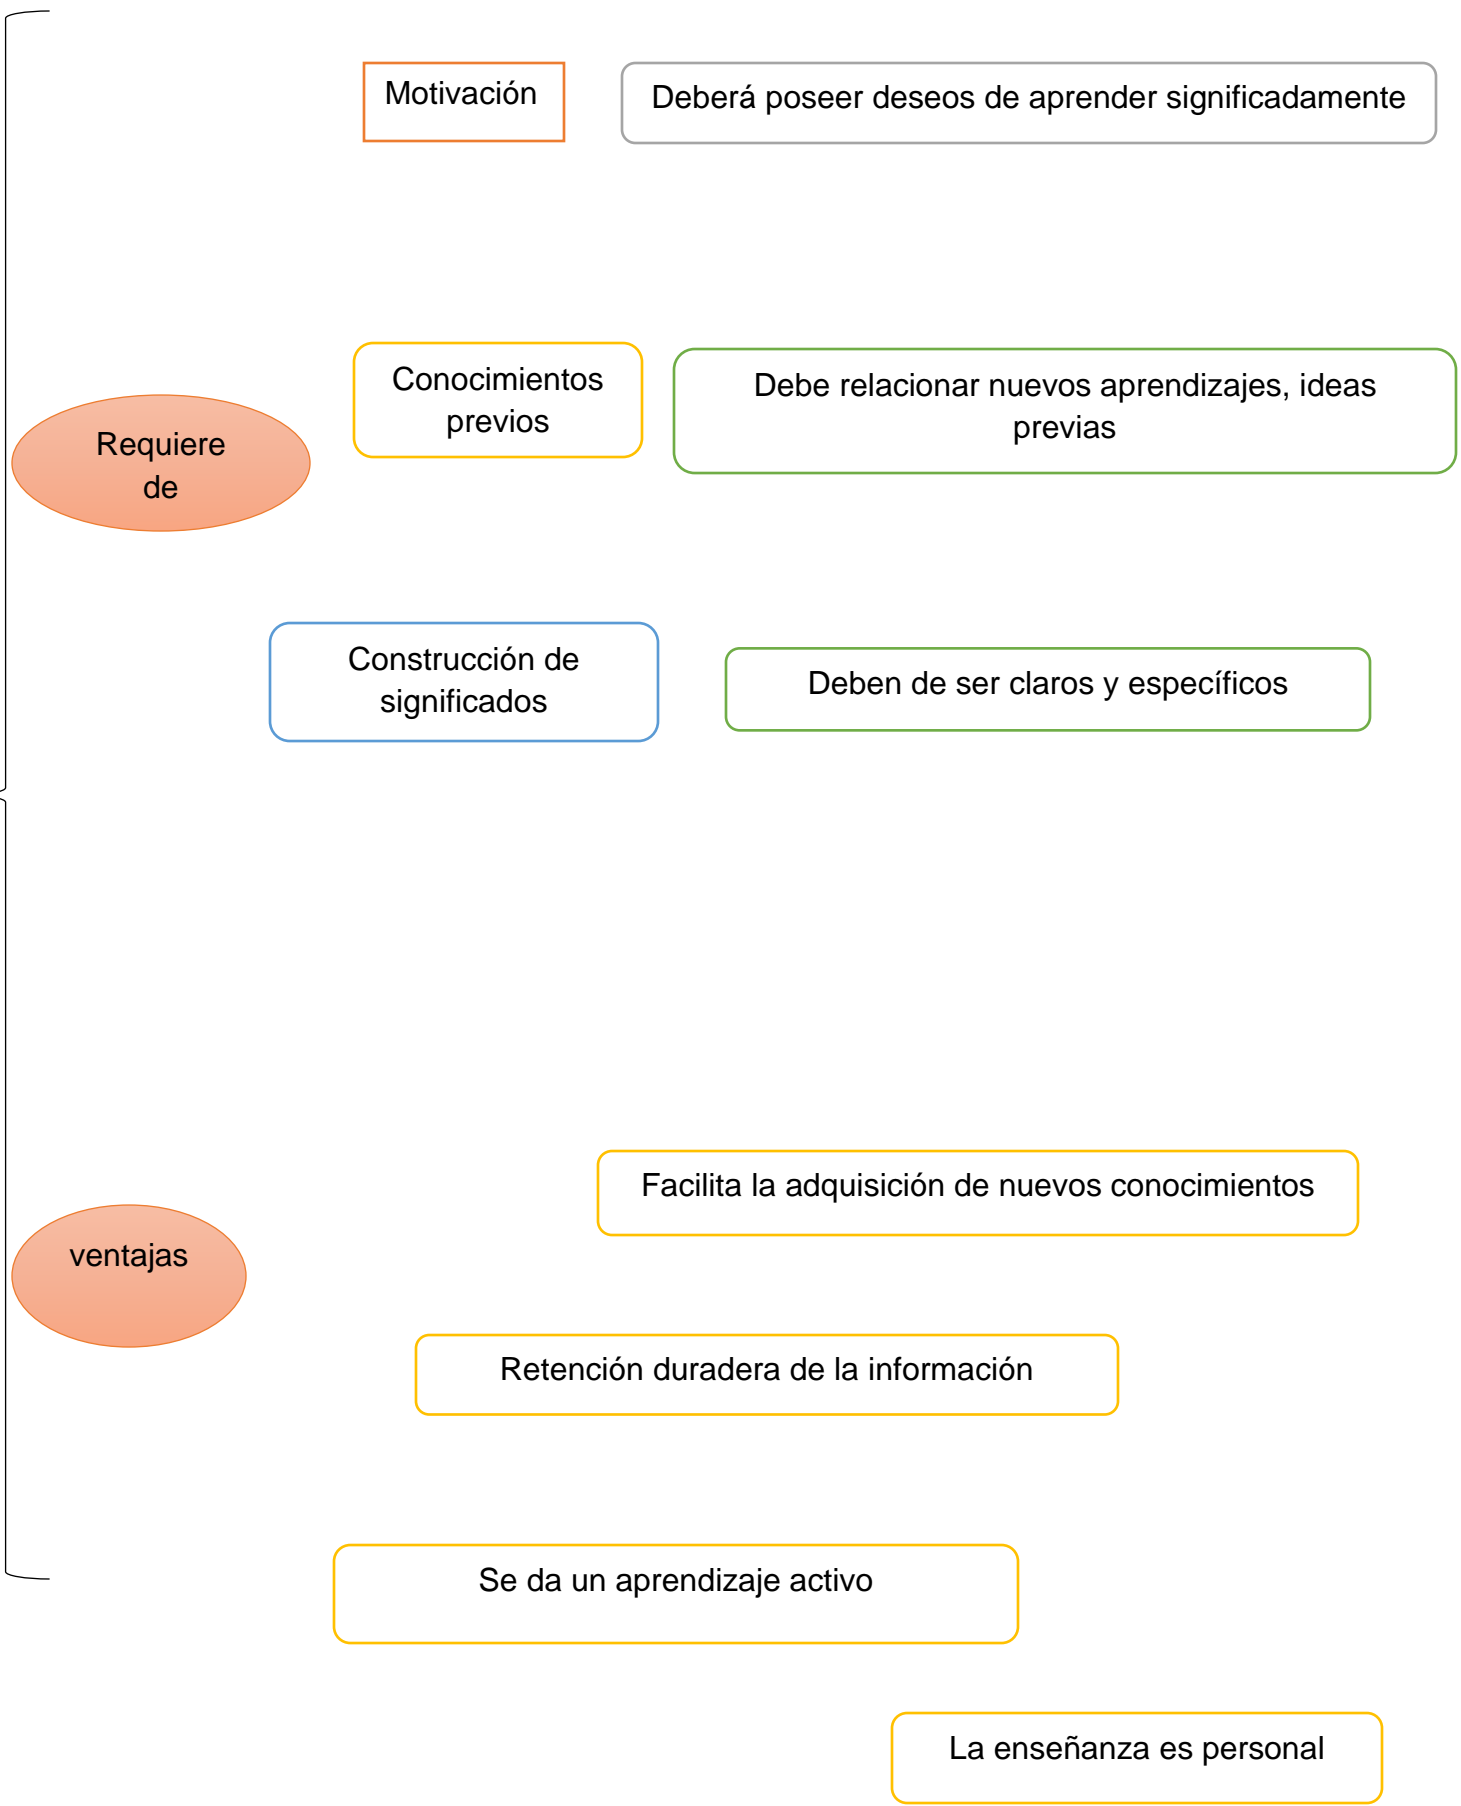 Motivación
Deberá poseer deseos de aprender significadamente
Requiere
de
Conocimientos
previos
Debe relacionar nuevos aprendizajes, ideas
previas
Construcción de
significados
Deben de ser claros y específicos
ventajas
Facilita la adquisición de nuevos conocimientos
Retención duradera de la información
Se da un aprendizaje activo
La enseñanza es personal